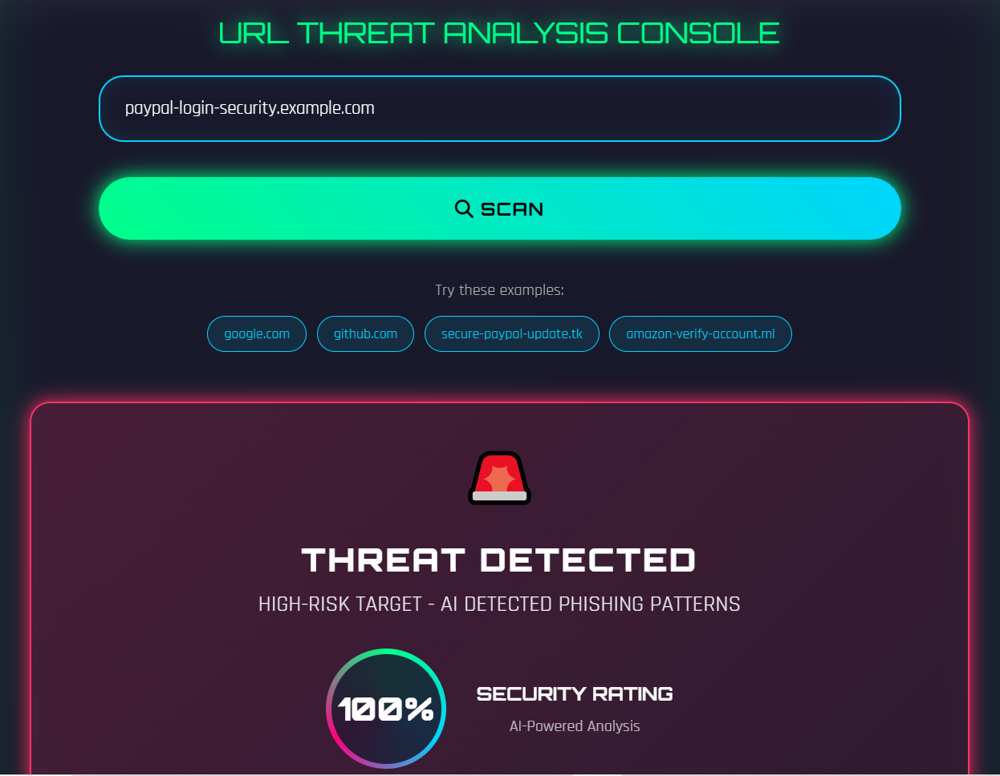 URL THREAT ANALYSIS CONSOLE
paypal-login-security.example.com
SCAN
Try these examples:
google.com
github.com
secure-paypal-update.tk
amazon-verify-account.ml
THREAT DETECTED
HIGH-RISK TARGET - AI DETECTED PHISHING PATTERNS
100%
SECURITY RATING
AI-Powered Analysis